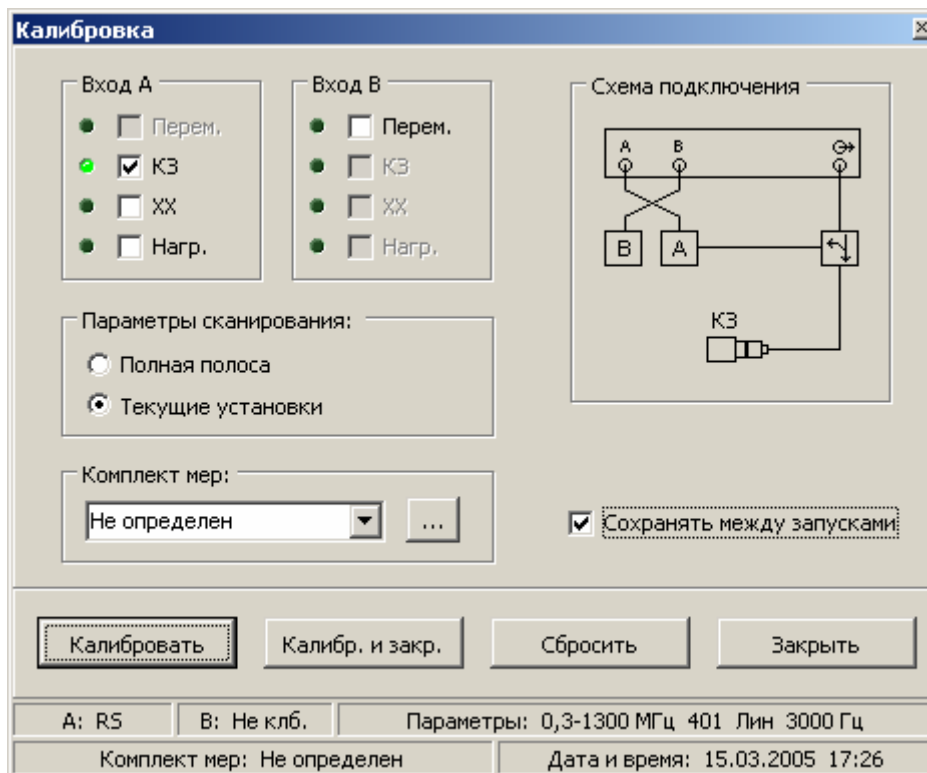 Калибровка
Вход А
Перем.
КЗ
ХХ
Нагр.
Вход В
Перем.
КЗ
ХХ
Нагр.
Схема подключения
А В
В А
КЗ
Параметры сканирования:
Полная полоса
Текущие установки
Комплект мер:
Не определен
...
Сохранять между запусками
Калибровать
Калибр. и закр.
Сбросить
Закрыть
А: RS
В: Не клб.
Параметры: 0,3-1300 МГц 401 Лин 3000 Гц
Комплект мер: Не определен
Дата и время: 15.03.2005 17:26